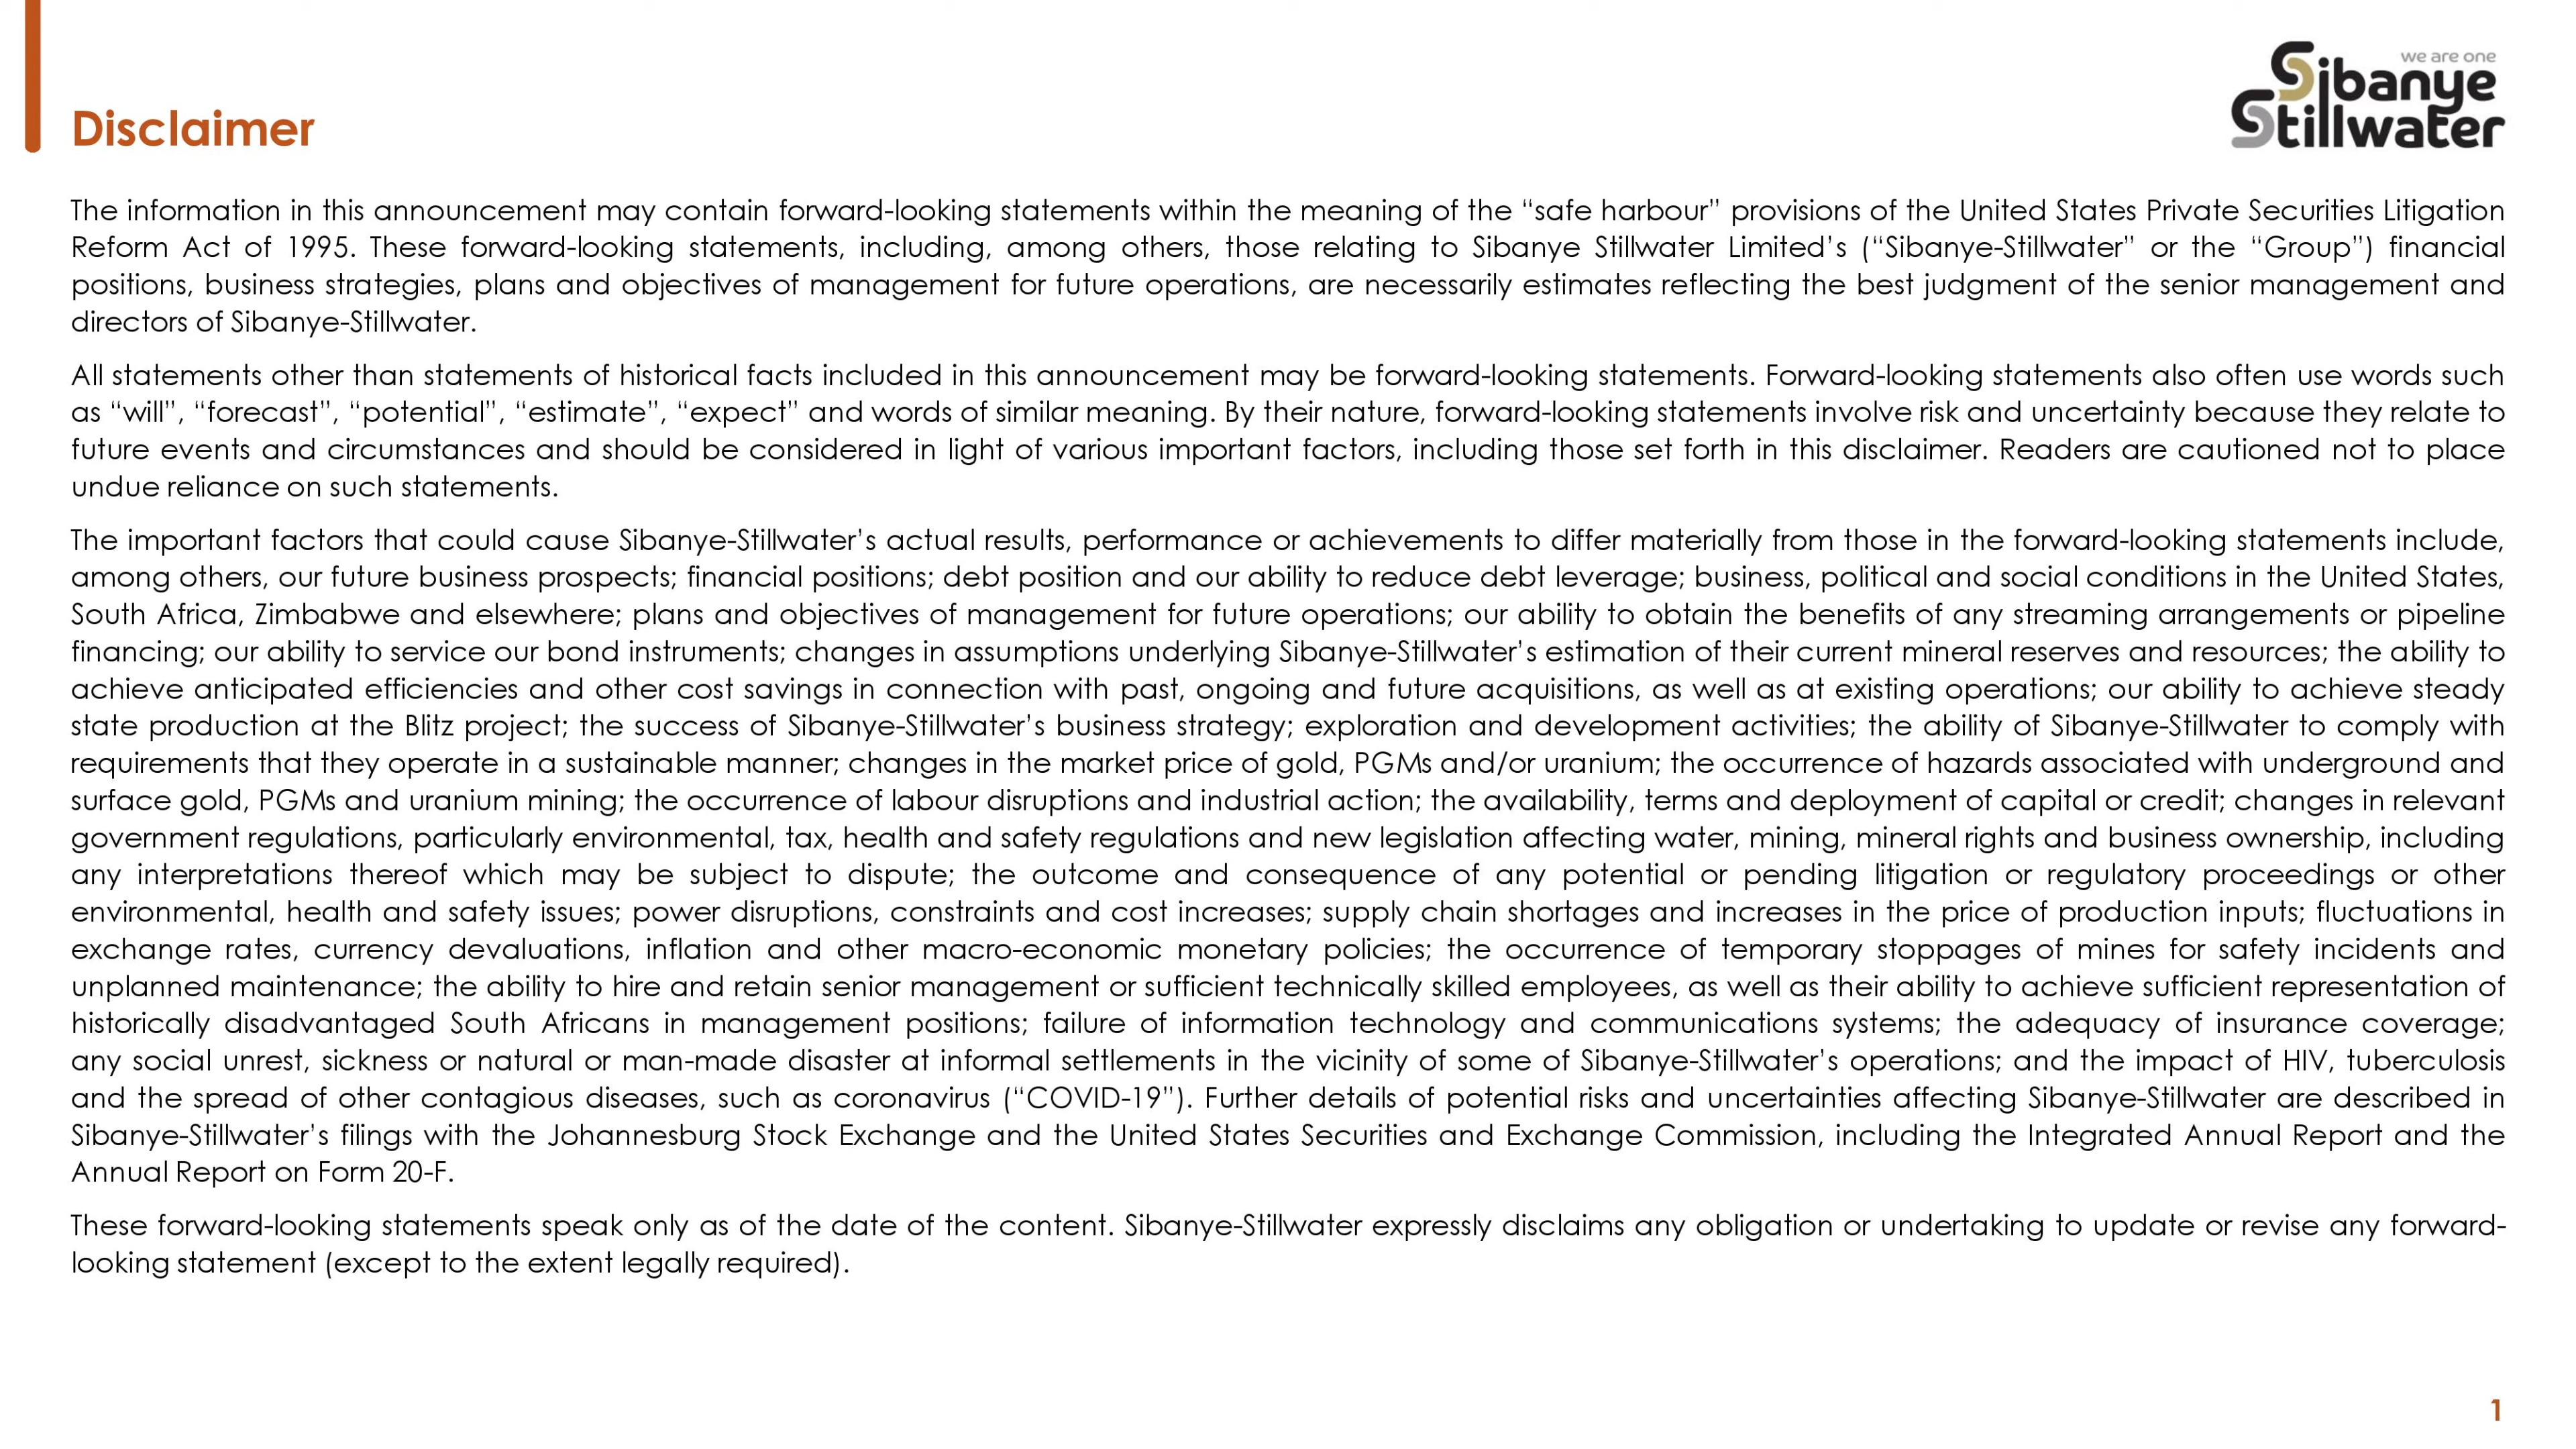 we are one
Sibanye
Stillwater
Disclaimer
The information in this announcement may contain forward-looking statements within the meaning of the “safe harbour” provisions of the United States Private Securities Litigation
Reform Act of 1995. These forward-looking statements, including, among others, those relating to Sibanye Stillwater Limited’s (“Sibanye-Stillwater” or the “Group”) financial
positions, business strategies, plans and objectives of management for future operations, are necessarily estimates reflecting the best judgment of the senior management and
directors of Sibanye-Stillwater.
All statements other than statements of historical facts included in this announcement may be forward-looking statements. Forward-looking statements also often use words such
as “will”, “forecast”, “potential”, “estimate”, “expect” and words of similar meaning. By their nature, forward-looking statements involve risk and uncertainty because they relate to
future events and circumstances and should be considered in light of various important factors, including those set forth in this disclaimer. Readers are cautioned not to place
undue reliance on such statements.
The important factors that could cause Sibanye-Stillwater’s actual results, performance or achievements to differ materially from those in the forward-looking statements include,
among others, our future business prospects; financial positions; debt position and our ability to reduce debt leverage; business, political and social conditions in the United States,
South Africa, Zimbabwe and elsewhere; plans and objectives of management for future operations; our ability to obtain the benefits of any streaming arrangements or pipeline
financing; our ability to service our bond instruments; changes in assumptions underlying Sibanye-Stillwater’s estimation of their current mineral reserves and resources; the ability to
achieve anticipated efficiencies and other cost savings in connection with past, ongoing and future acquisitions, as well as at existing operations; our ability to achieve steady
state production at the Blitz project; the success of Sibanye-Stillwater’s business strategy; exploration and development activities; the ability of Sibanye-Stillwater to comply with
requirements that they operate in a sustainable manner; changes in the market price of gold, PGMs and/or uranium; the occurrence of hazards associated with underground and
surface gold, PGMs and uranium mining; the occurrence of labour disruptions and industrial action; the availability, terms and deployment of capital or credit; changes in relevant
government regulations, particularly environmental, tax, health and safety regulations and new legislation affecting water, mining, mineral rights and business ownership, including
any interpretations thereof which may be subject to dispute; the outcome and consequence of any potential or pending litigation or regulatory proceedings or other
environmental, health and safety issues; power disruptions, constraints and cost increases; supply chain shortages and increases in the price of production inputs; fluctuations in
exchange rates, currency devaluations, inflation and other macro-economic monetary policies; the occurrence of temporary stoppages of mines for safety incidents and
unplanned maintenance; the ability to hire and retain senior management or sufficient technically skilled employees, as well as their ability to achieve sufficient representation of
historically disadvantaged South Africans in management positions; failure of information technology and communications systems; the adequacy of insurance coverage;
any social unrest, sickness or natural or man-made disaster at informal settlements in the vicinity of some of Sibanye-Stillwater’s operations; and the impact of HIV, tuberculosis
and the spread of other contagious diseases, such as coronavirus (“COVID-19”). Further details of potential risks and uncertainties affecting Sibanye-Stillwater are described in
Sibanye-Stillwater’s filings with the Johannesburg Stock Exchange and the United States Securities and Exchange Commission, including the Integrated Annual Report and the
Annual Report on Form 20-F.
These forward-looking statements speak only as of the date of the content. Sibanye-Stillwater expressly disclaims any obligation or undertaking to update or revise any forward-
looking statement (except to the extent legally required).
1